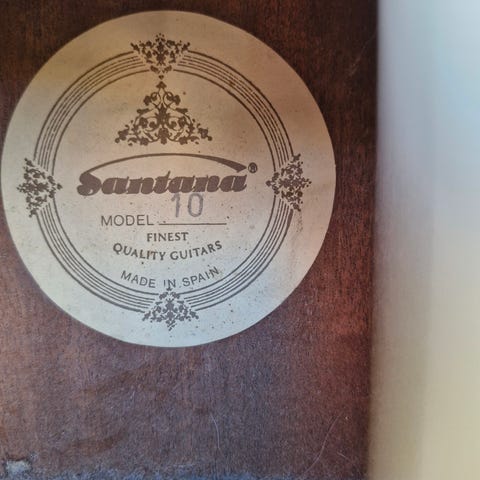 Santana®
MODEL 10
FINEST
QUALITY GUITARS
MADE IN SPAIN